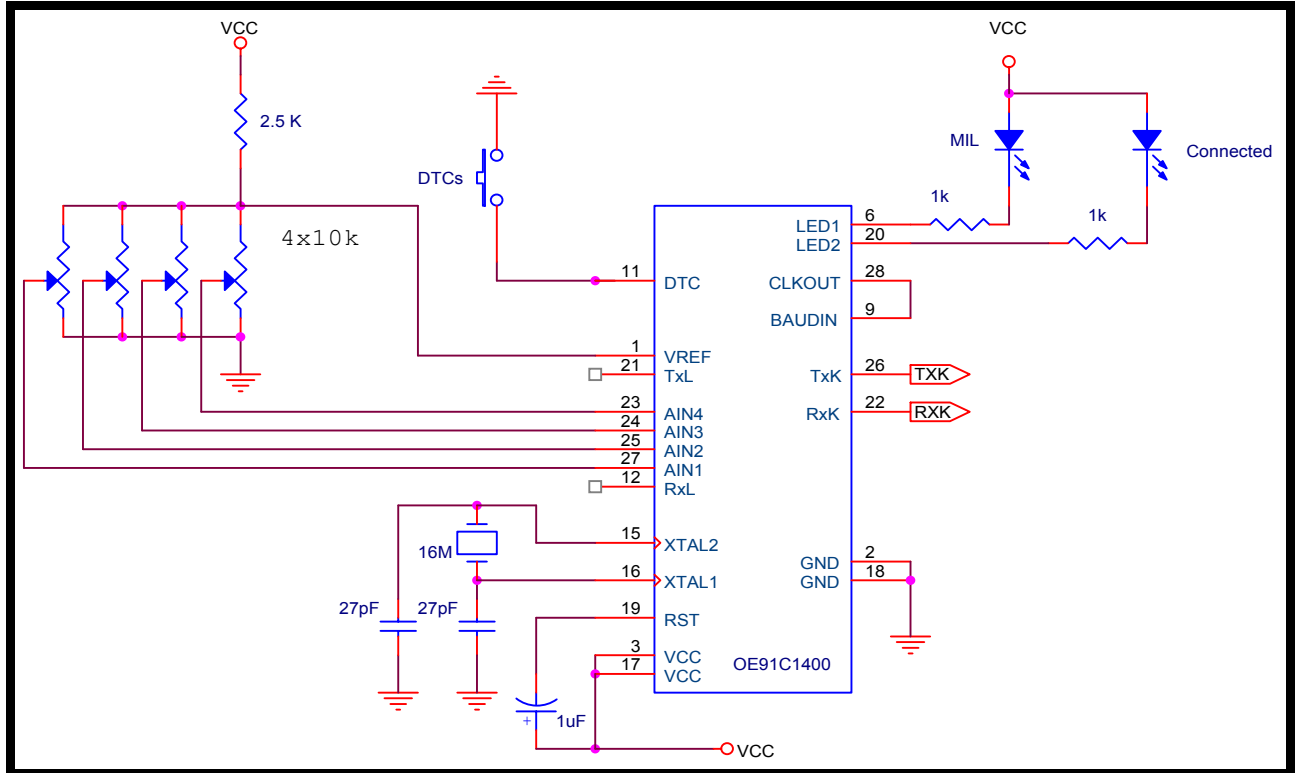 VCC
VCC
2.5 K
MIL
Connected
DTCs
1k
1k
4x10k
LED1 6
LED2 20
11 DTC
CLKOUT 28
BAUDIN 9
1 VREF
21 TxL
TxK 26 TXK
23 AIN4
RxK 22 RXK
24 AIN3
25 AIN2
27 AIN1
12 RxL
16M
15 XTAL2
GND 2
16 XTAL1
GND 18
27pF 27pF
19 RST
3 VCC
17 VCC
OE91C1400
+ 1uF
VCC